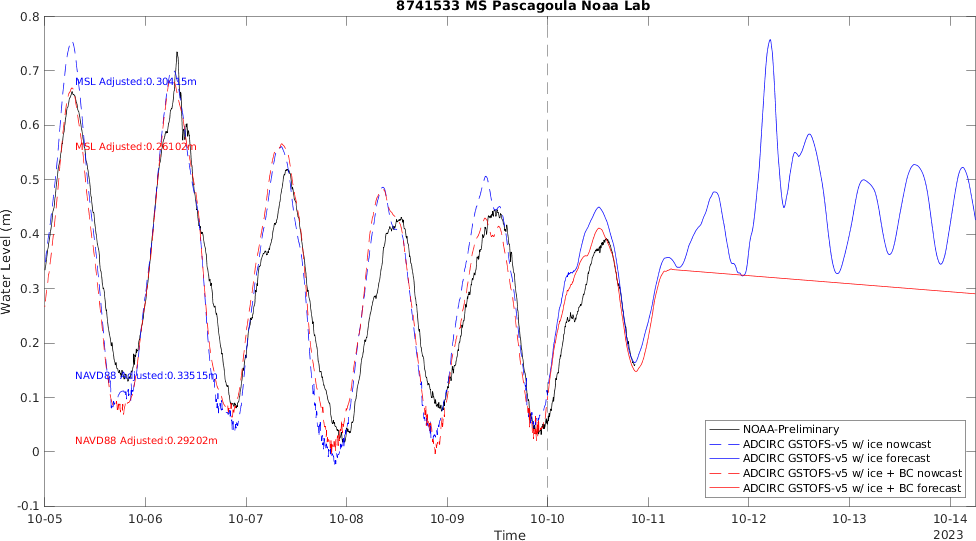 8741533 MS Pascagoula Noaa Lab
Water Level (m)
0.8
0.7
0.6
0.5
0.4
0.3
0.2
0.1
0
-0.1
MSL Adjusted:0.30415m
MSL Adjusted:0.26102m
NAVD88 Adjusted:0.33515m
NAVD88 Adjusted:0.29202m
NOAA-Preliminary
ADCIRC GSTOFS-v5 w/ ice nowcast
ADCIRC GSTOFS-v5 w/ ice forecast
ADCIRC GSTOFS-v5 w/ ice + BC nowcast
ADCIRC GSTOFS-v5 w/ ice + BC forecast
10-05 10-06 10-07 10-08 10-09 10-10 10-11 10-12 10-13 10-14
Time
2023